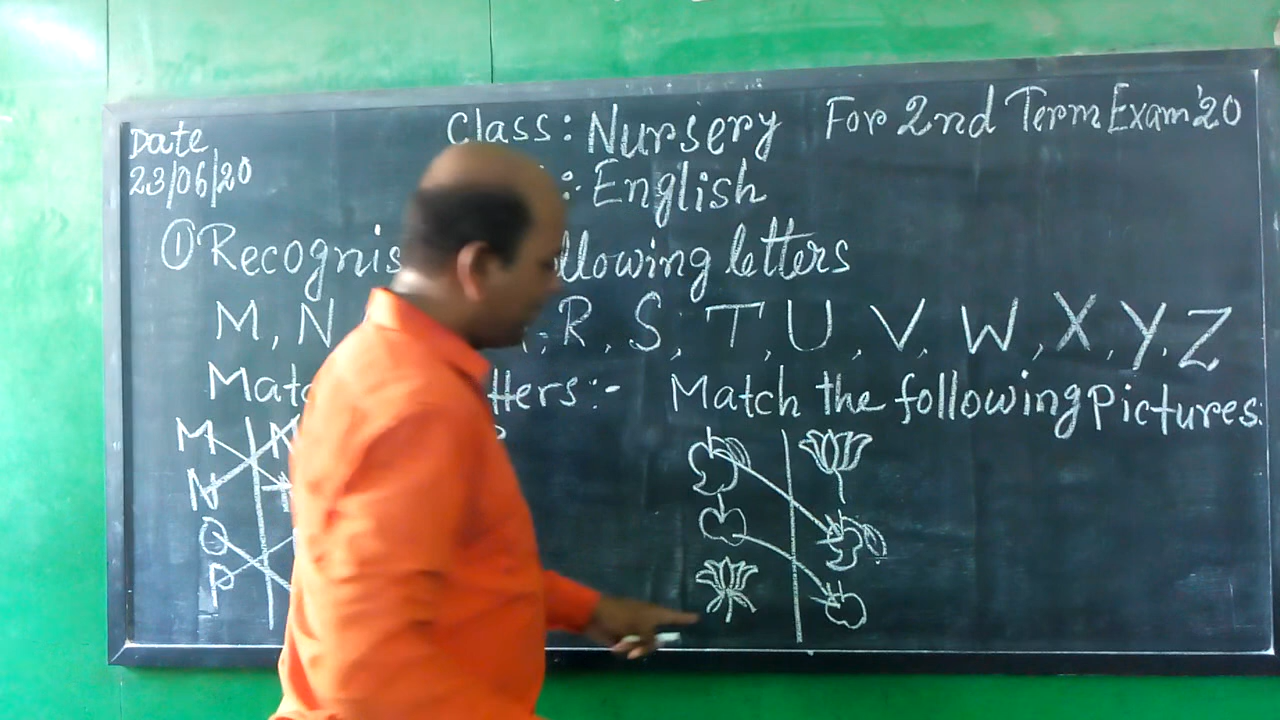 Date
23/06/20
Class: Nursery
For 2nd Term Exam'20
: English
① Recognis llowing letters
M, N , R, S, T, U, V, W, X, Y, Z
Matc tters:- Match the following Pictures:
M N
N
Q
P